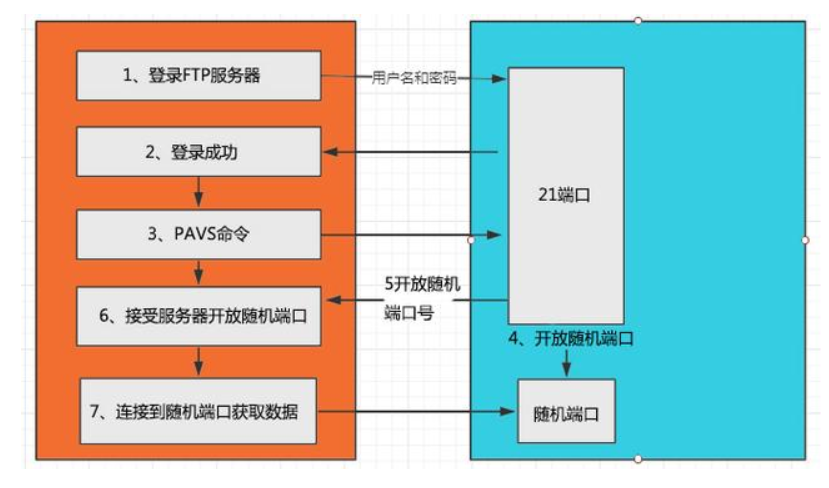 1、登录FTP服务器
用户名和密码
2、登录成功
21端口
3、PAVS命令
5开放随机
端口号
6、接受服务器开放随机端口
4、开放随机端口
7、连接到随机端口获取数据
随机端口